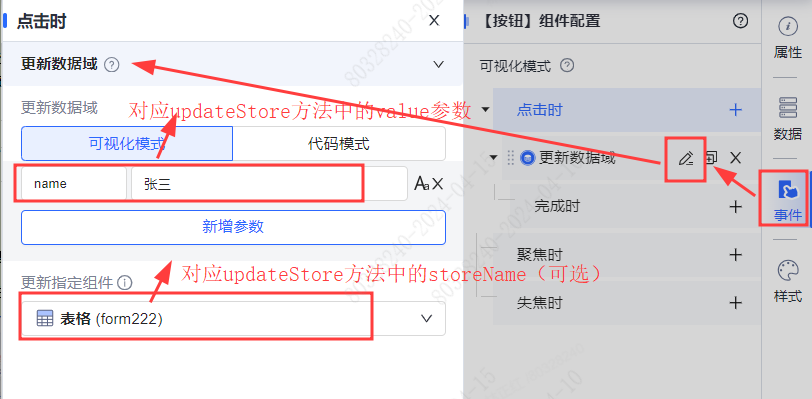 点击时
更新数据域
更新数据域
对应updateStore方法中的value参数
可视化模式
代码模式
name
张三
新增参数
更新指定组件
对应updateStore方法中的storeName（可选）
表格 (form222)
【按钮】组件配置
可视化模式
点击时
更新数据域
完成时
聚焦时
失焦时
属性
数据
事件
样式
80328240-2024-04-15